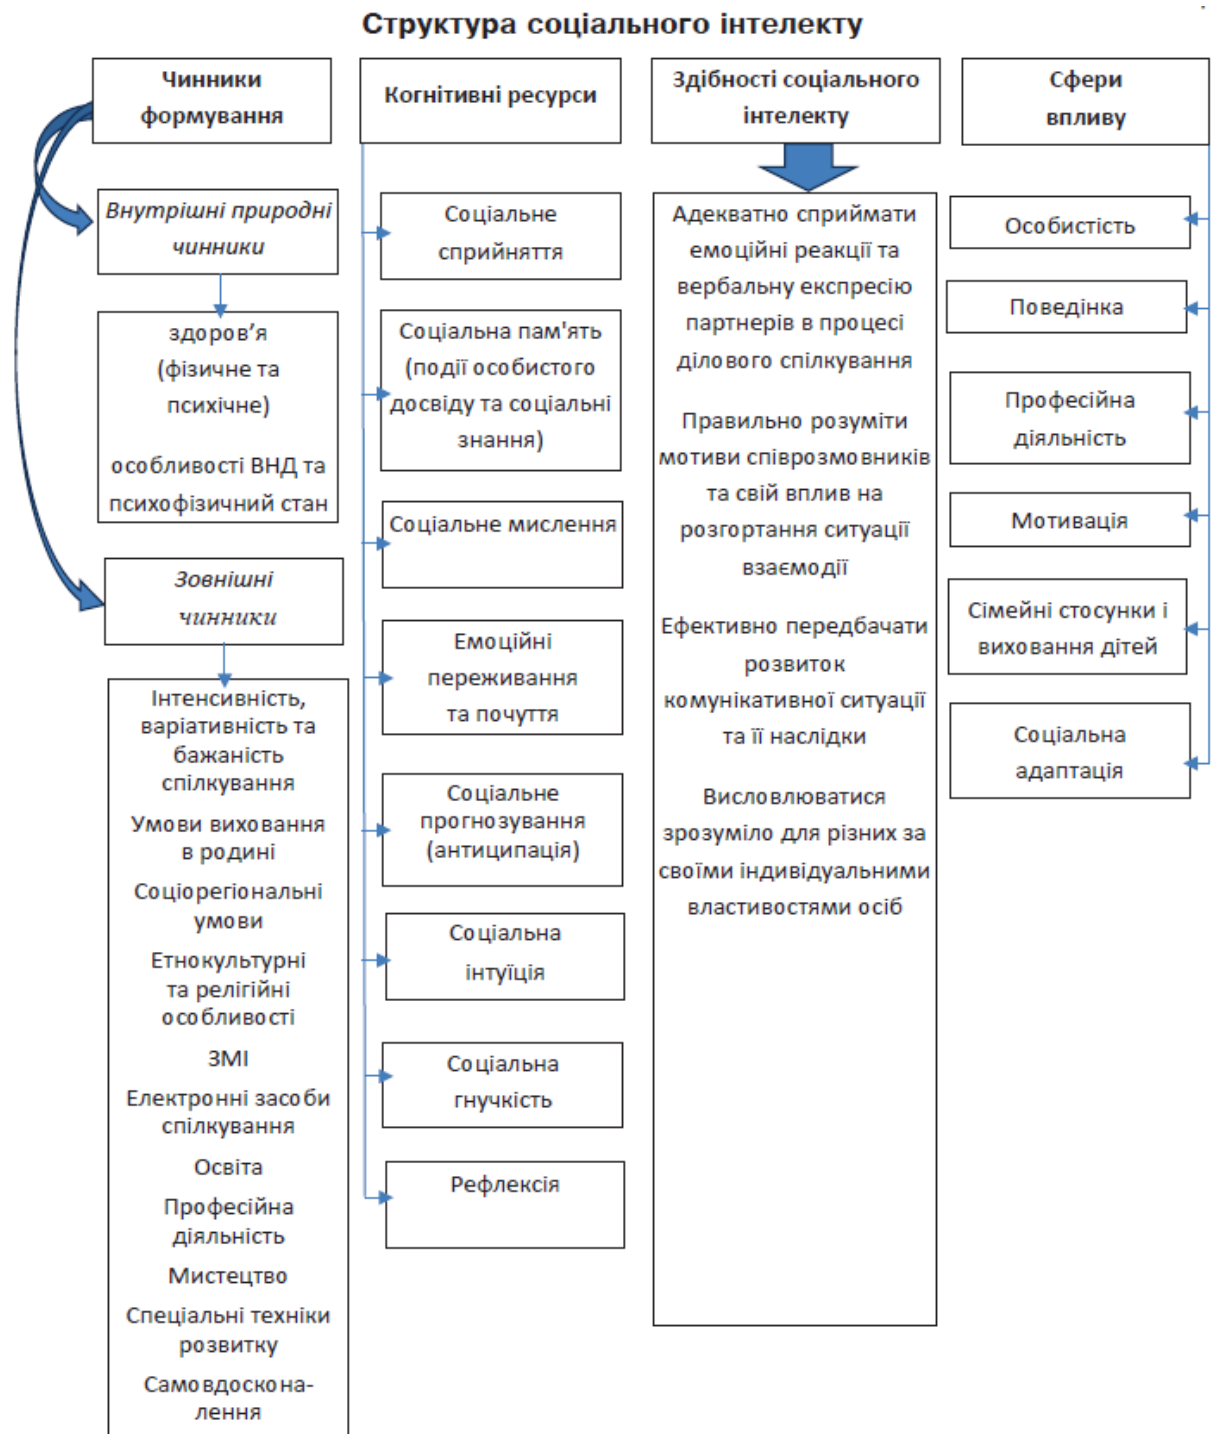 Структура соціального інтелекту
Чинники
формування
Внутрішні природні
чинники
здоров’я
(фізичне та
психічне)
особливості ВНД та
психофізичний стан
Зовнішні
чинники
Інтенсивність,
варіативність та
бажаність
спілкування
Умови виховання
в родині
Соціорегіональні
умови
Етнокультурні
та релігійні
особливості
ЗМІ
Електронні засоби
спілкування
Освіта
Професійна
діяльність
Мистецтво
Спеціальні техніки
розвитку
Самовдоскона-
лення
Когнітивні ресурси
Соціальне
сприйняття
Соціальна пам'ять
(події особистого
досвіду та соціальні
знання)
Соціальне мислення
Емоційні
переживання
та почуття
Соціальне
прогнозування
(антиципація)
Соціальна
інтуїція
Соціальна
гнучкість
Рефлексія
Здібності соціального
інтелекту
Адекватно сприймати
емоційні реакції та
вербальну експресію
партнерів в процесі
ділового спілкування
Правильно розуміти
мотиви співрозмовників
та свій вплив на
розгортання ситуації
взаємодії
Ефективно передбачати
розвиток
комунікативної ситуації
та її наслідки
Висловлюватися
зрозуміло для різних за
своїми індивідуальними
властивостями осіб
Сфери
впливу
Особистість
Поведінка
Професійна
діяльність
Мотивація
Сімейні стосунки і
виховання дітей
Соціальна
адаптація